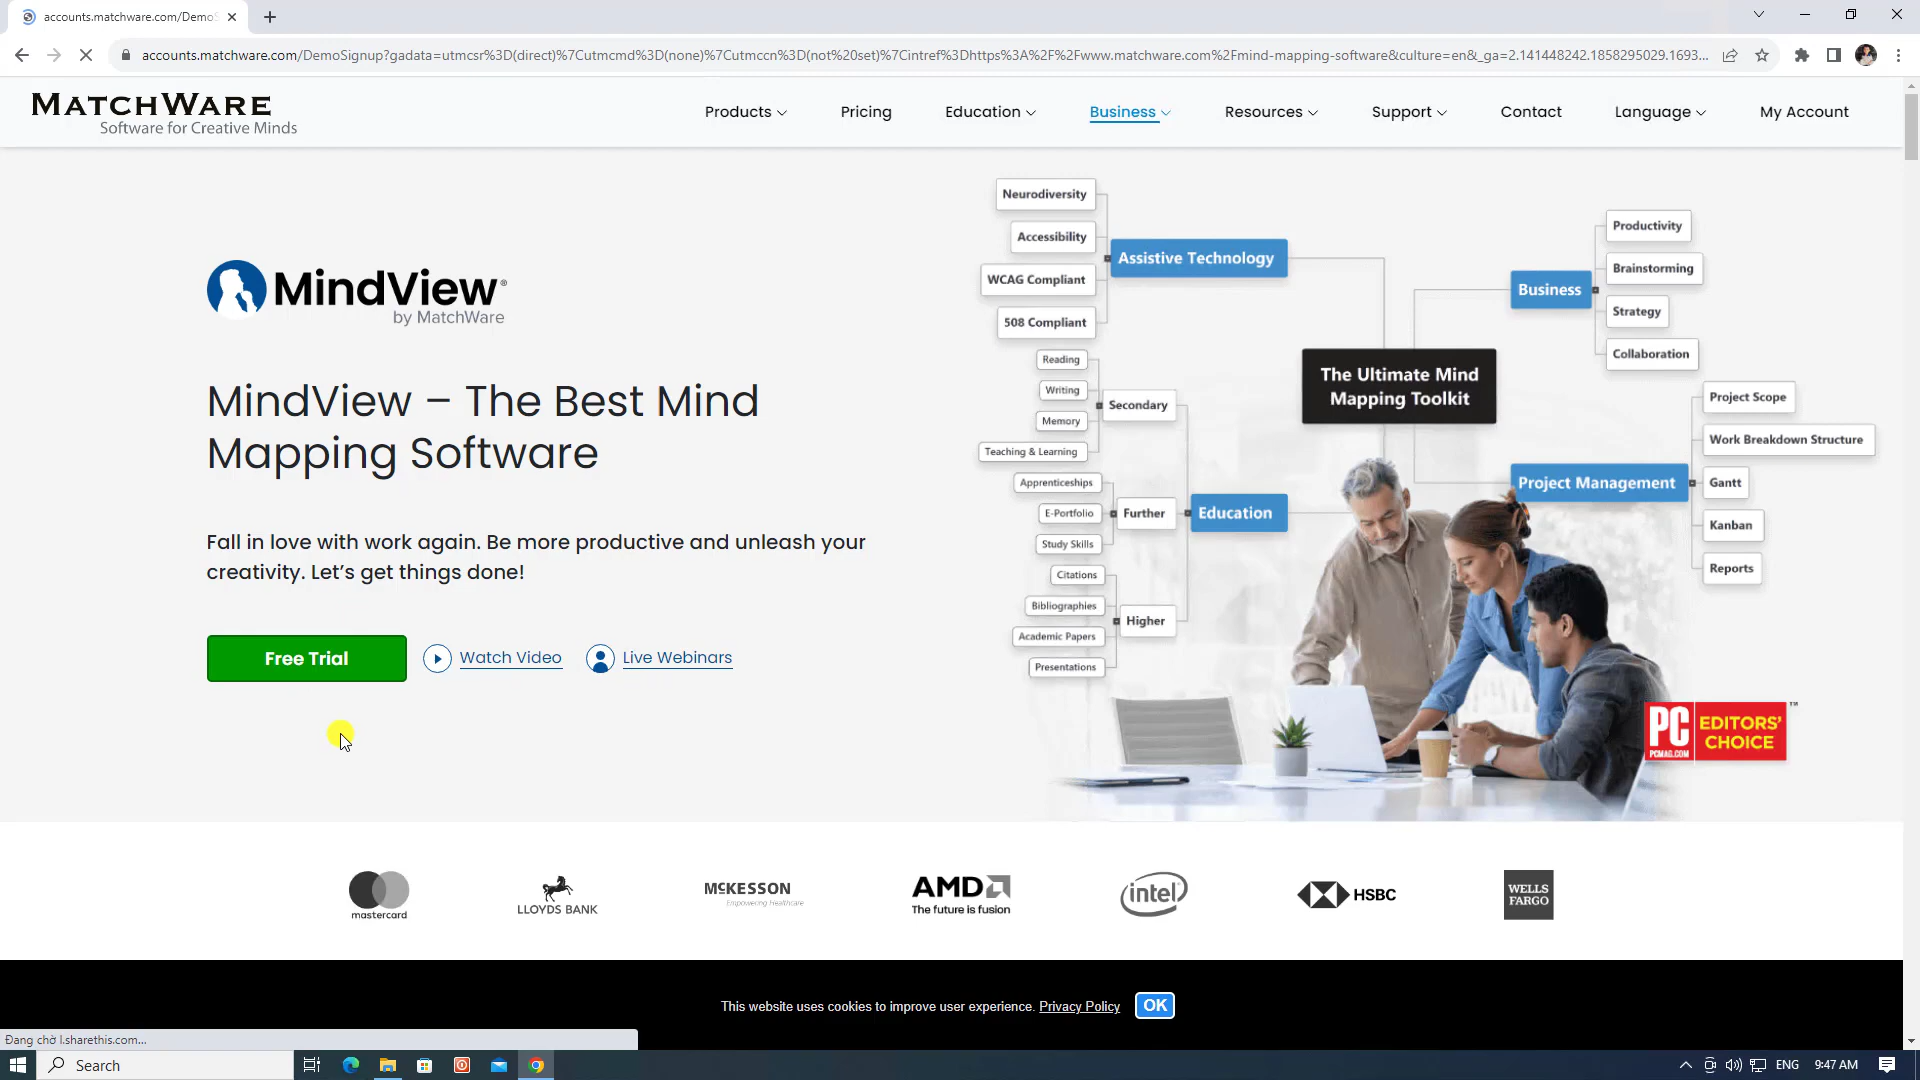 accounts.matchware.com/DemoS
accounts.matchware.com/DemoSignup?gadata=utmcsr%3D(direct)%7Cutmcmd%3D(none)%7Cutmccn%3D(not%20set)%7Cintref%3Dhttps%3A%2F%2Fwww.matchware.com%2Fmind-mapping-software&culture=en&_ga=2.141448242.1858295029.1693...
MATCHWARE
Software for Creative Minds
Products
Pricing
Education
Business
Resources
Support
Contact
Language
My Account
MindView®
by MatchWare
MindView – The Best Mind
Mapping Software
Fall in love with work again. Be more productive and unleash your
creativity. Let's get things done!
Free Trial
Watch Video
Live Webinars
Neurodiversity
Accessibility
WCAG Compliant
508 Compliant
Assistive Technology
Reading
Writing
Memory
Teaching & Learning
Secondary
Apprenticeships
E-Portfolio
Study Skills
Further
Citations
Bibliographies
Academic Papers
Presentations
Higher
Education
The Ultimate Mind
Mapping Toolkit
Business
Productivity
Brainstorming
Strategy
Collaboration
Project Management
Project Scope
Work Breakdown Structure
Gantt
Kanban
Reports
PC
PCMAG.COM
EDITORS'
CHOICE
TM
mastercard
LLOYDS BANK
MCKESSON
Empowering Healthcare
AMD
The future is fusion
intel
HSBC
WELLS
FARGO
This website uses cookies to improve user experience. Privacy Policy OK
Đang chờ l.sharethis.com...
Search
ENG
9:47 AM